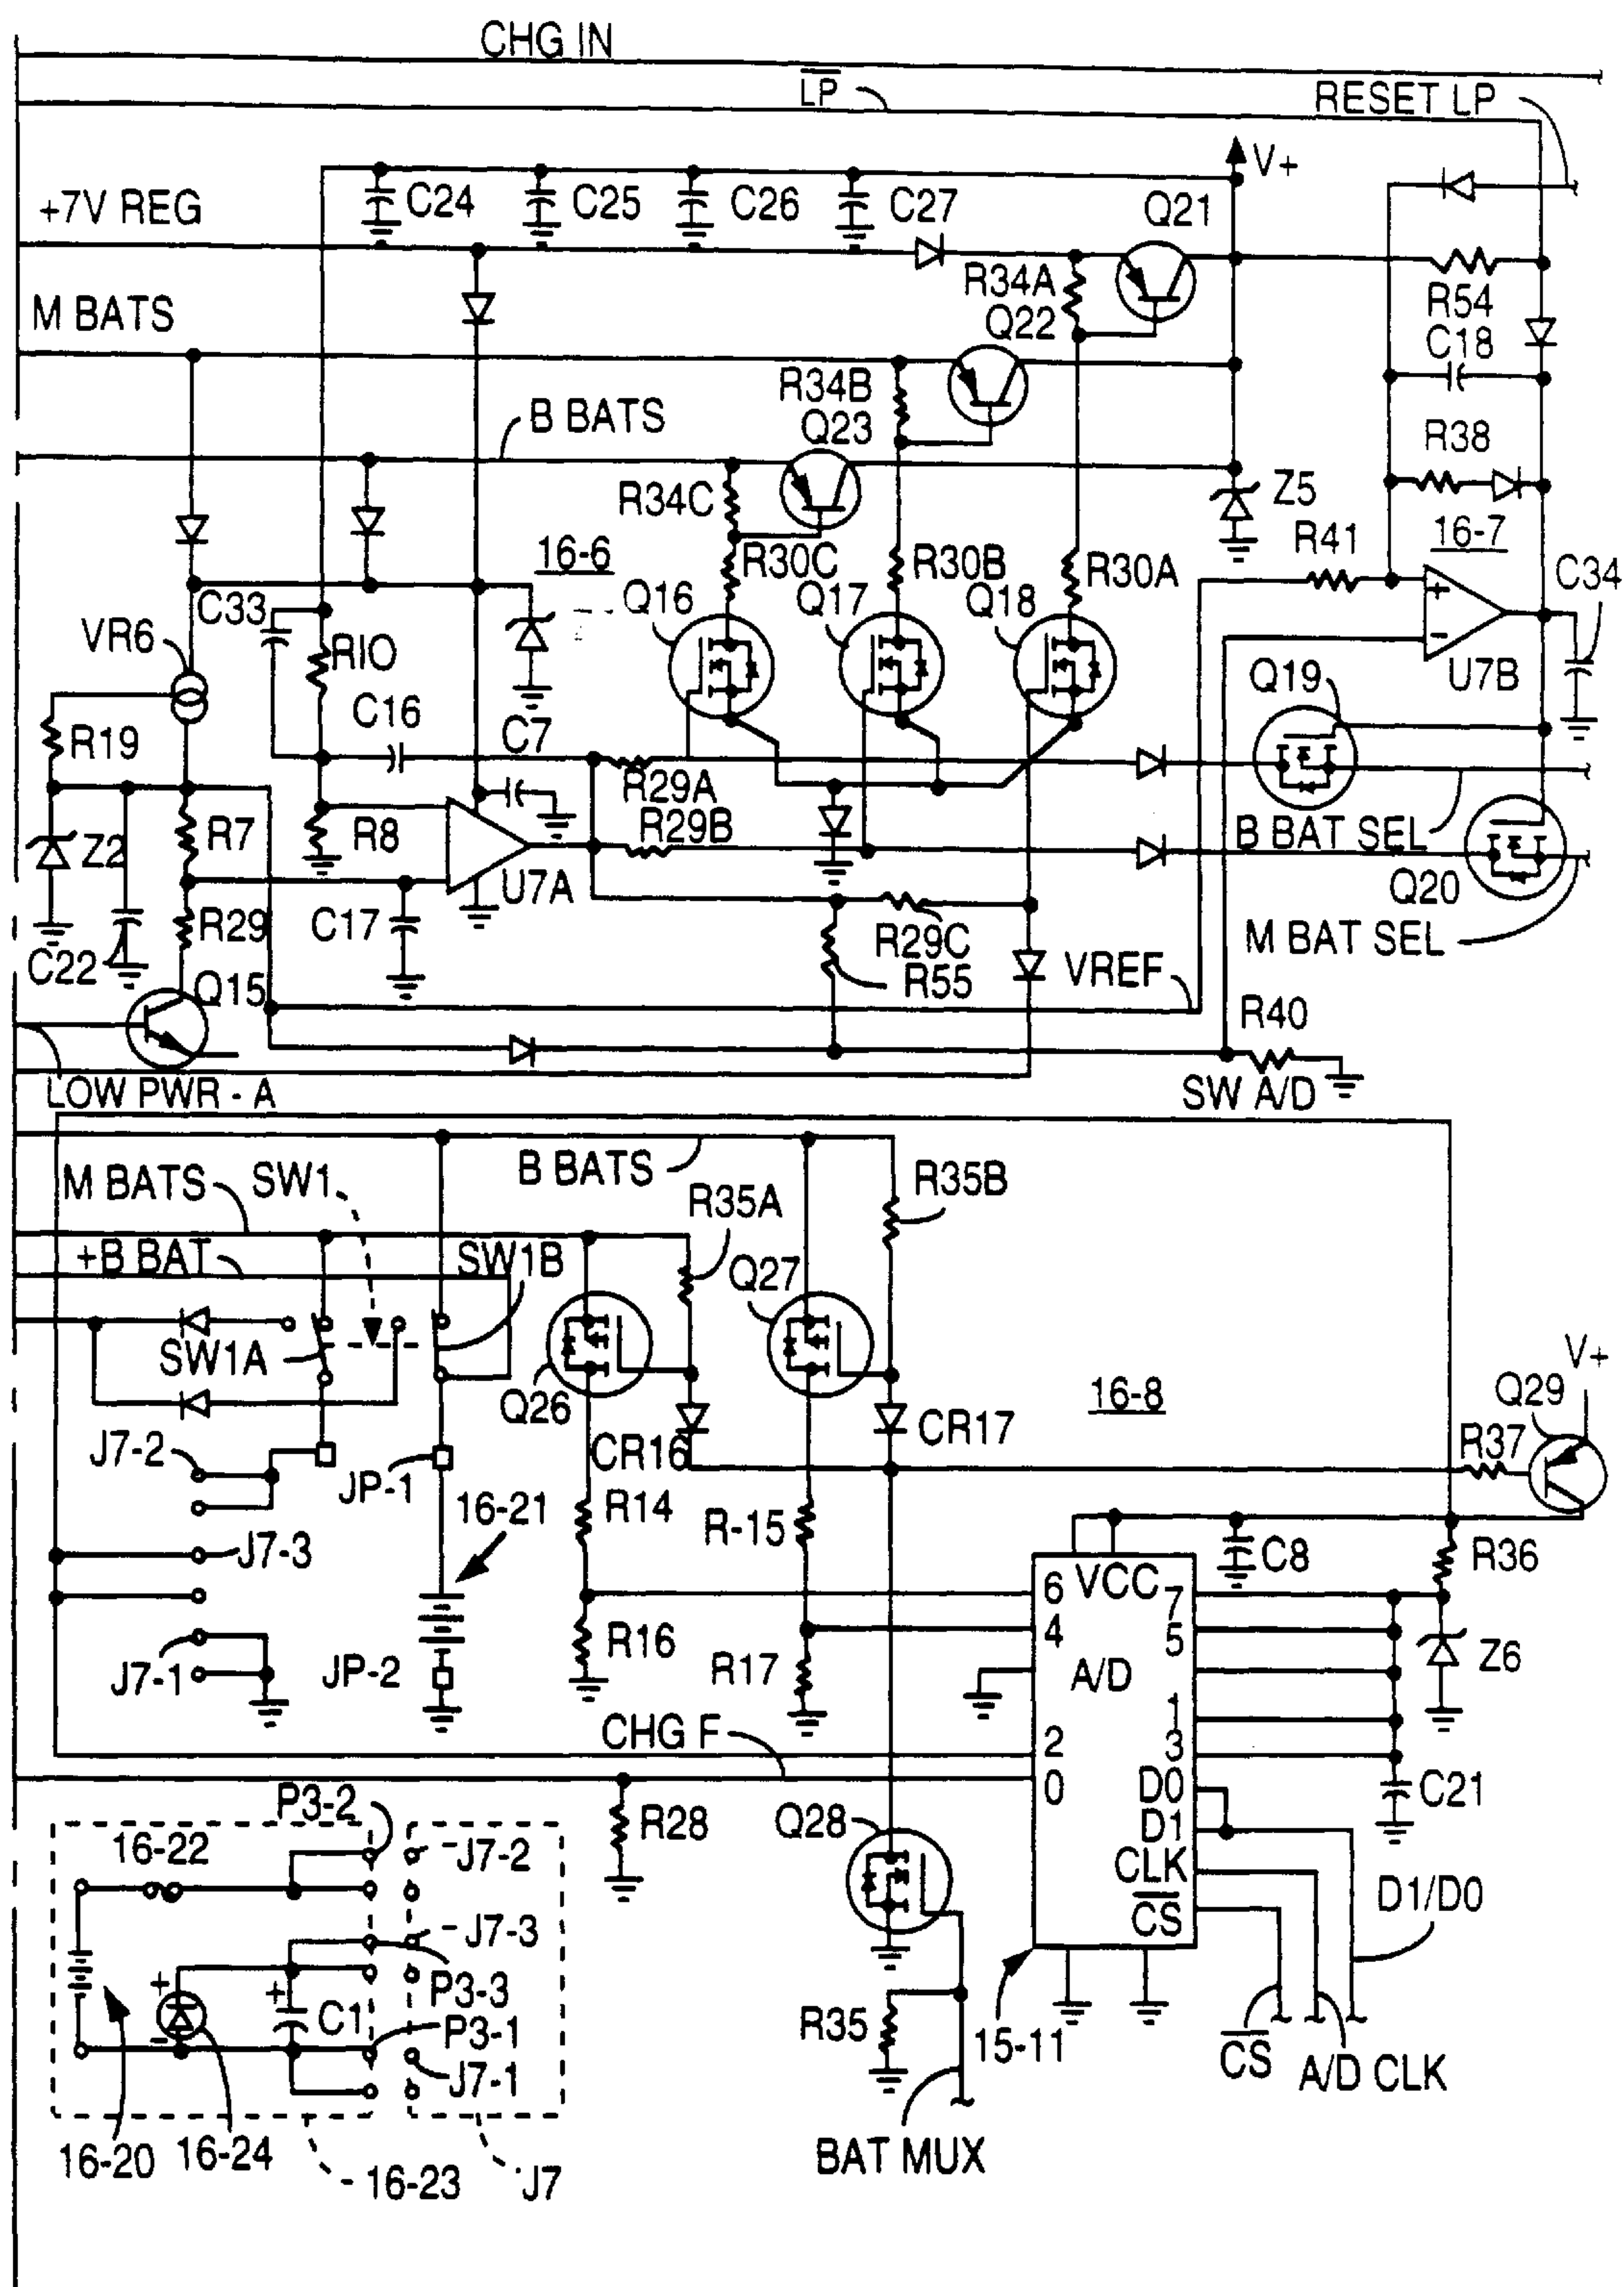 CHG IN
LP
RESET LP
V+
+7V REG
C24
C25
C26
C27
Q21
R34A
Q22
R54
M BATS
C18
R34B
Q23
B BATS
R38
R34C
Z5
16-7
R41
16-6
R30C
R30B
R30A
C34
C33
Q16
Q17
Q18
VR6
RIO
U7B
Q19
C16
C7
R19
R29A
R29B
B BAT SEL
Z2
R7
R8
U7A
Q20
R29
C17
R29C
M BAT SEL
C22
R55
VREF
Q15
R40
LOW PWR - A
SW A/D
B BATS
M BATS
SW1
R35A
R35B
+B BAT
SW1B
Q27
SW1A
V+
Q26
16-8
Q29
CR16
CR17
R37
J7-2
JP-1
16-21
R14
R-15
J7-3
C8
R36
6
VCC
7
4
5
R16
J7-1
JP-2
R17
A/D
Z6
1
CHG F
2
3
0
D0
C21
P3-2
R28
Q28
D1
16-22
J7-2
CLK
D1/D0
CS
J7-3
+
+
P3-3
C1
P3-1
R35
15-11
-
J7-1
CS
A/D CLK
16-20
16-24
16-23
J7
BAT MUX